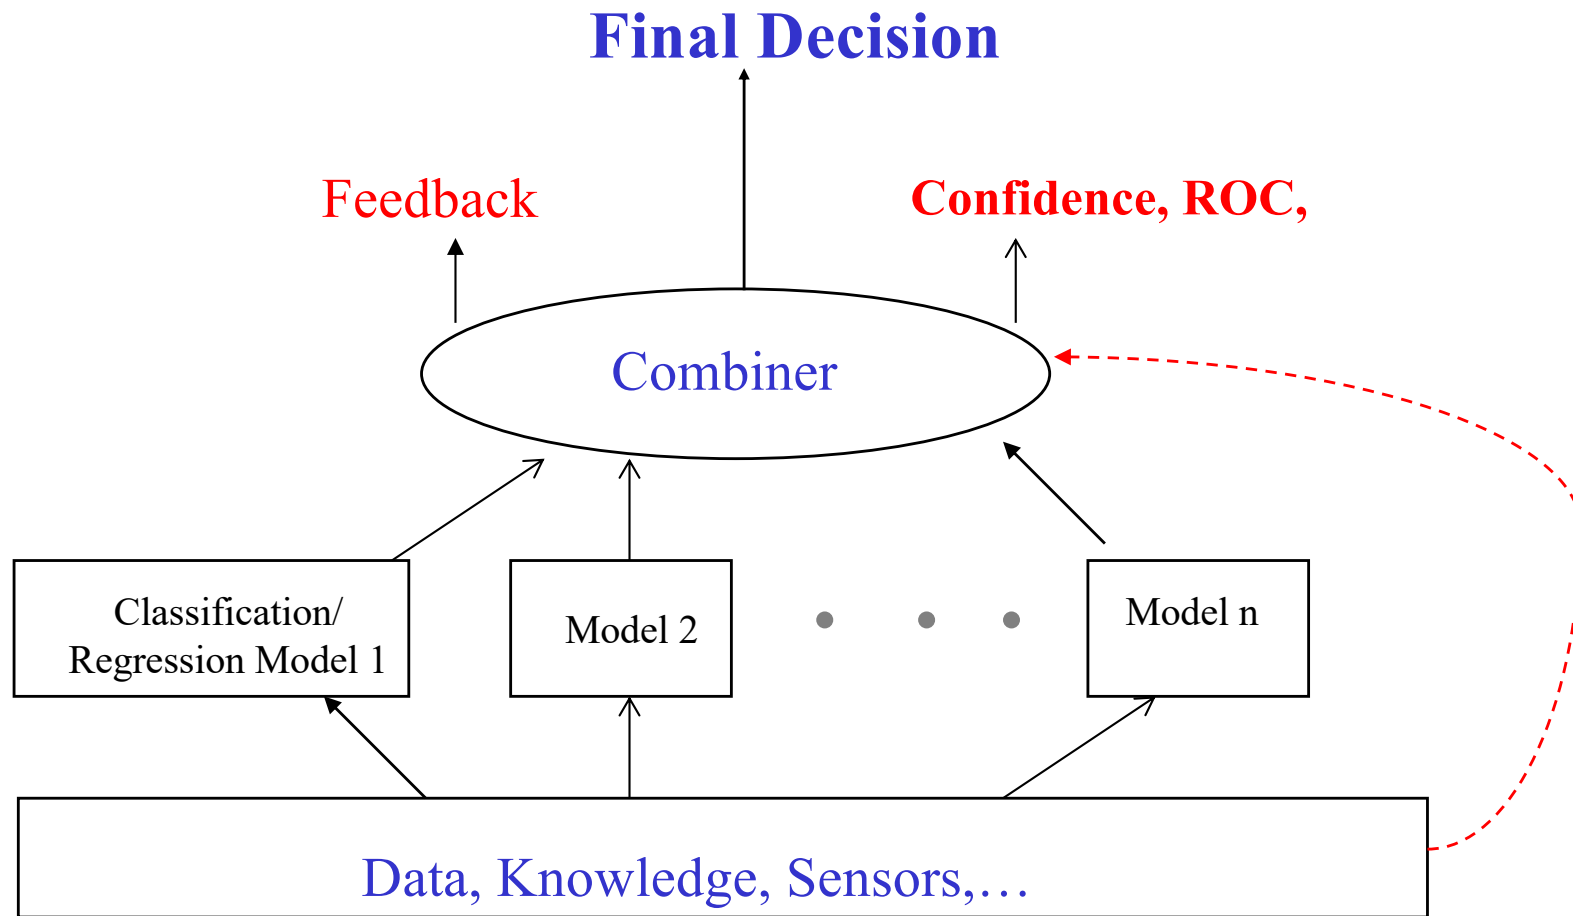 Final Decision
Feedback
Confidence, ROC,
Combiner
Classification/
Regression Model 1
Model 2
Model n
Data, Knowledge, Sensors,…